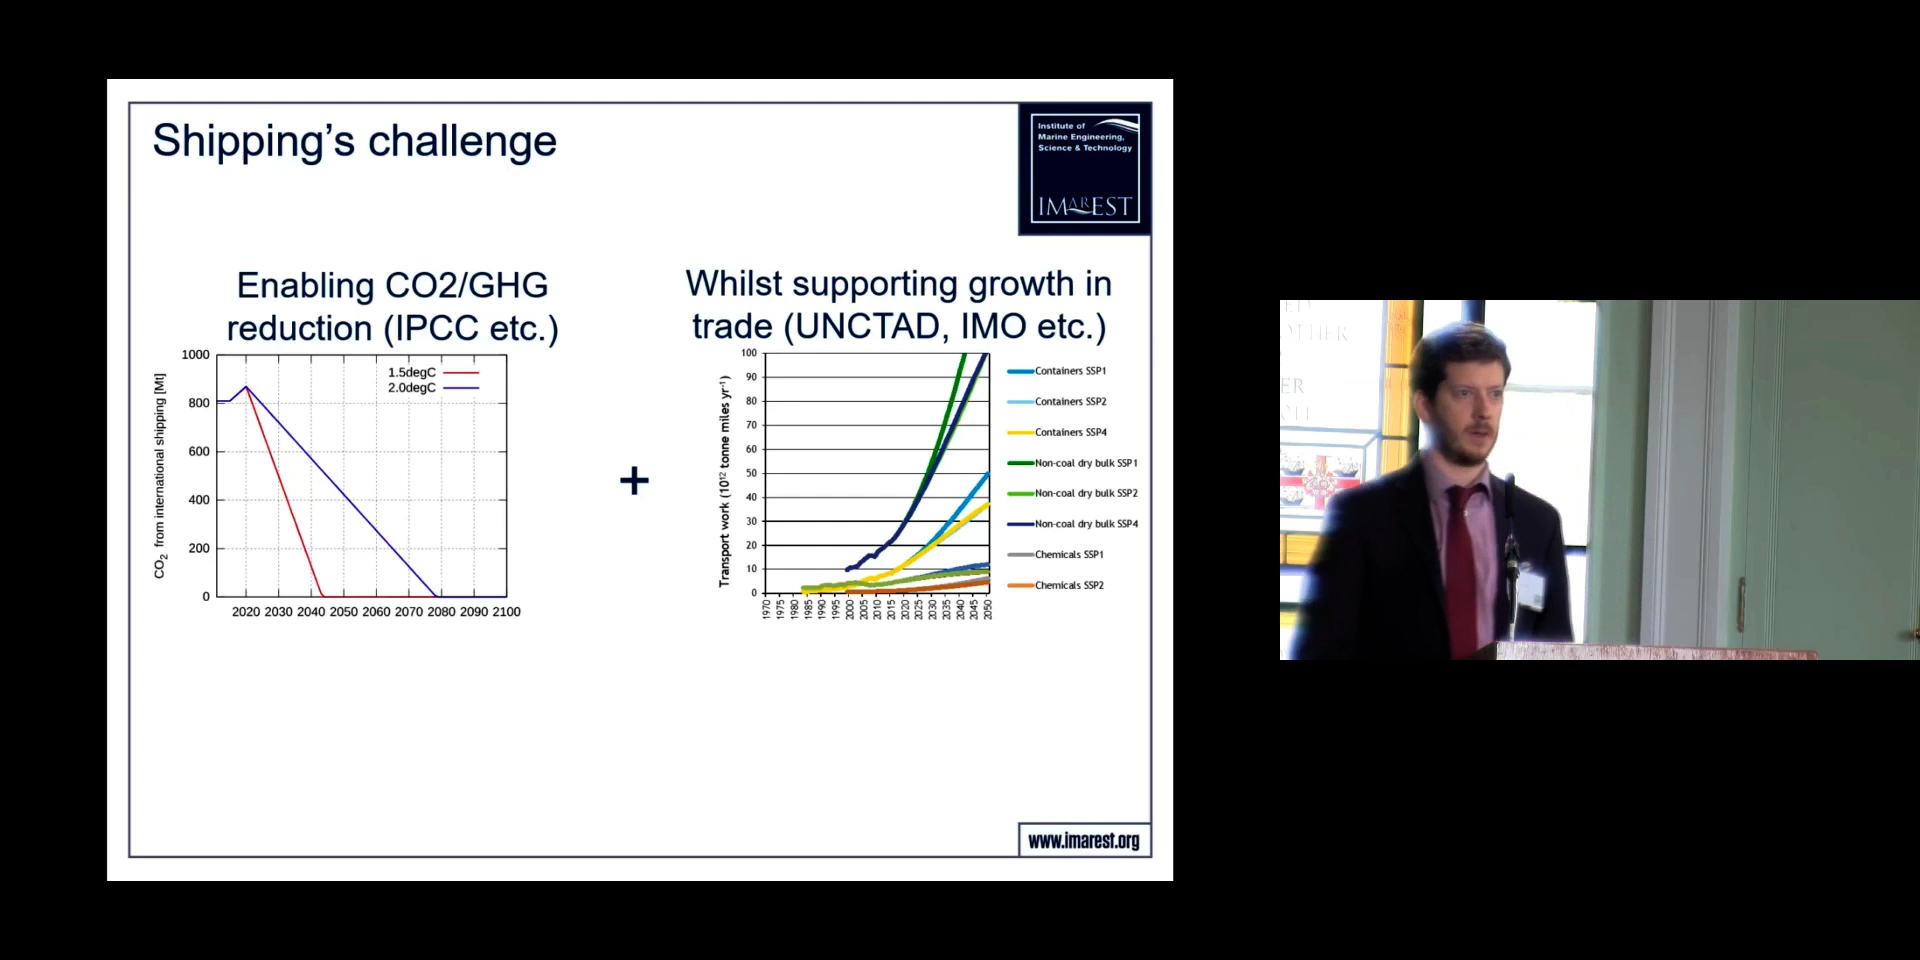 Shipping's challenge
Institute of
Marine Engineering,
Science & Technology
IMarEST
Enabling CO2/GHG
reduction (IPCC etc.)
Whilst supporting growth in
trade (UNCTAD, IMO etc.)
CO2 from international shipping [Mt]
1000
800
600
400
200
0
1.5degC
2.0degC
2020 2030 2040 2050 2060 2070 2080 2090 2100
+
Transport work (10¹² tonne miles yr⁻¹)
100
90
80
70
60
50
40
30
20
10
0
1970 1975 1980 1985 1990 1995 2000 2005 2010 2015 2020 2025 2030 2035 2040 2045 2050
Containers SSP1
Containers SSP2
Containers SSP4
Non-coal dry bulk SSP1
Non-coal dry bulk SSP2
Non-coal dry bulk SSP4
Chemicals SSP1
Chemicals SSP2
www.imarest.org